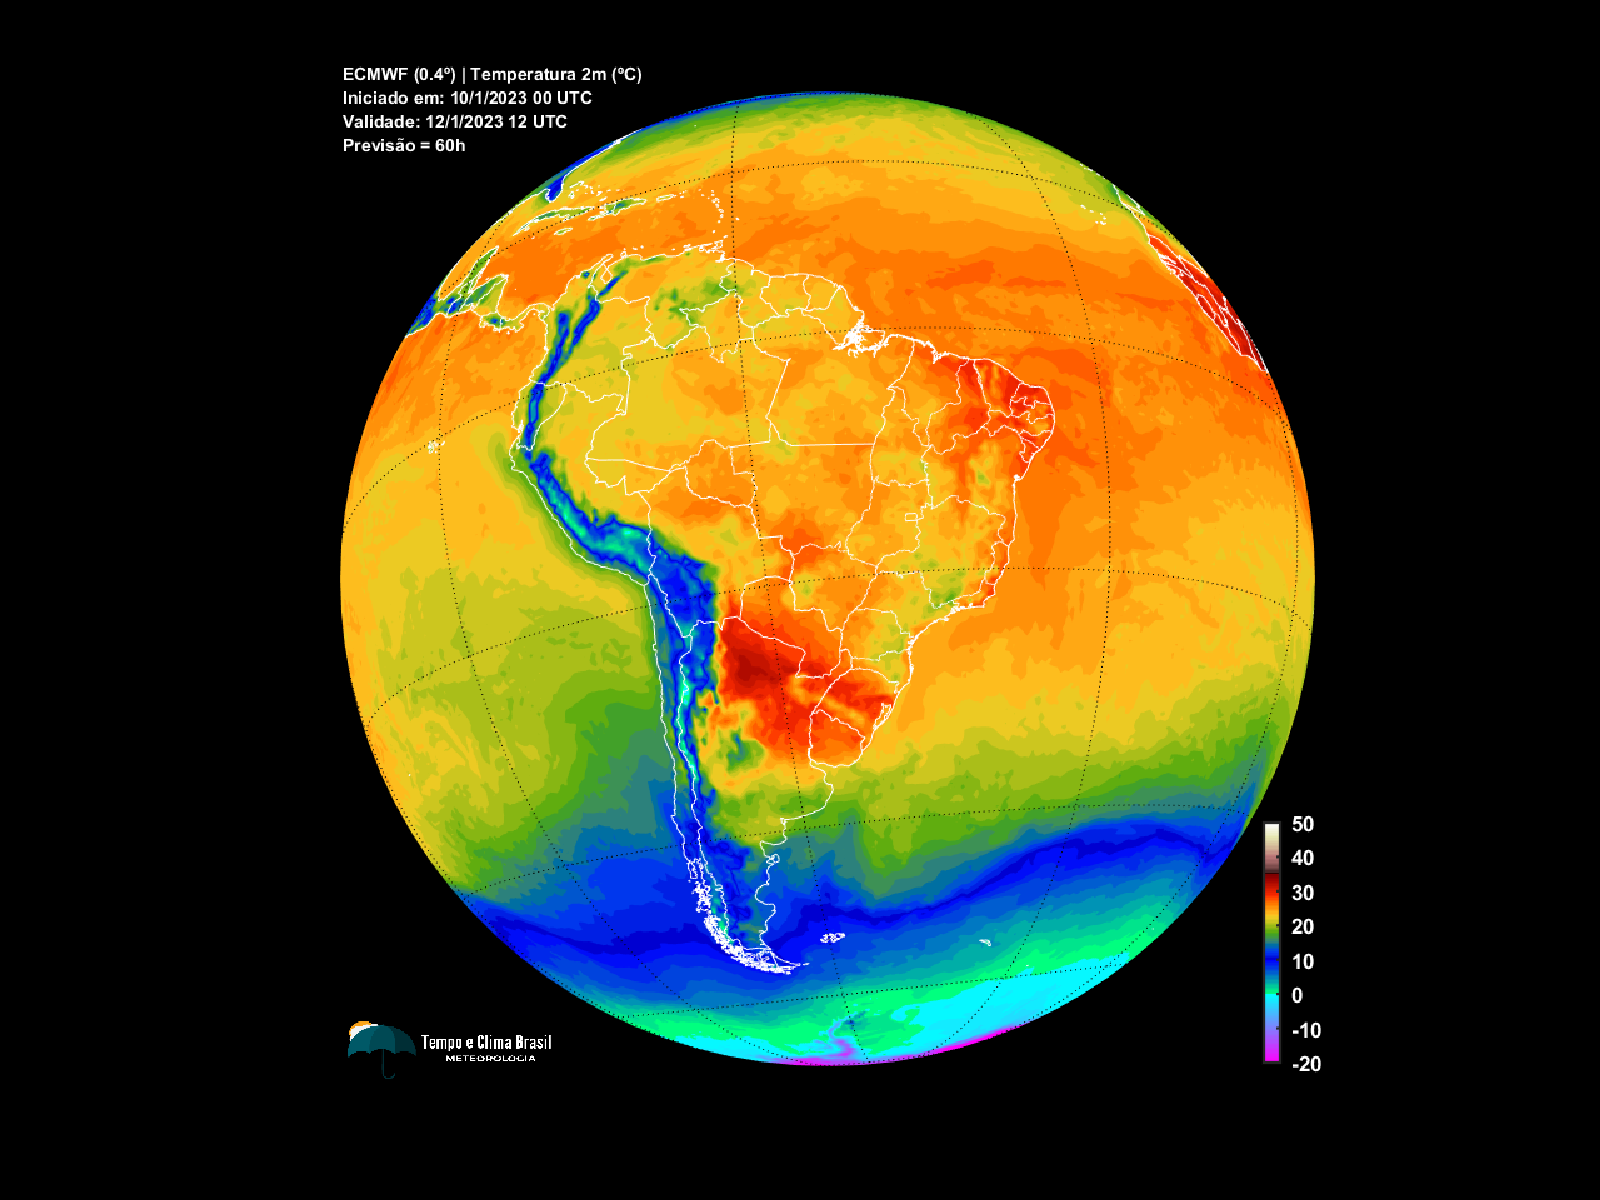 ECMWF (0.4º) | Temperatura 2m (ºC)
Iniciado em: 10/1/2023 00 UTC
Validade: 12/1/2023 12 UTC
Previsão = 60h
50
40
30
20
10
0
-10
-20
Tempo e Clima Brasil
METEOROLOGIA